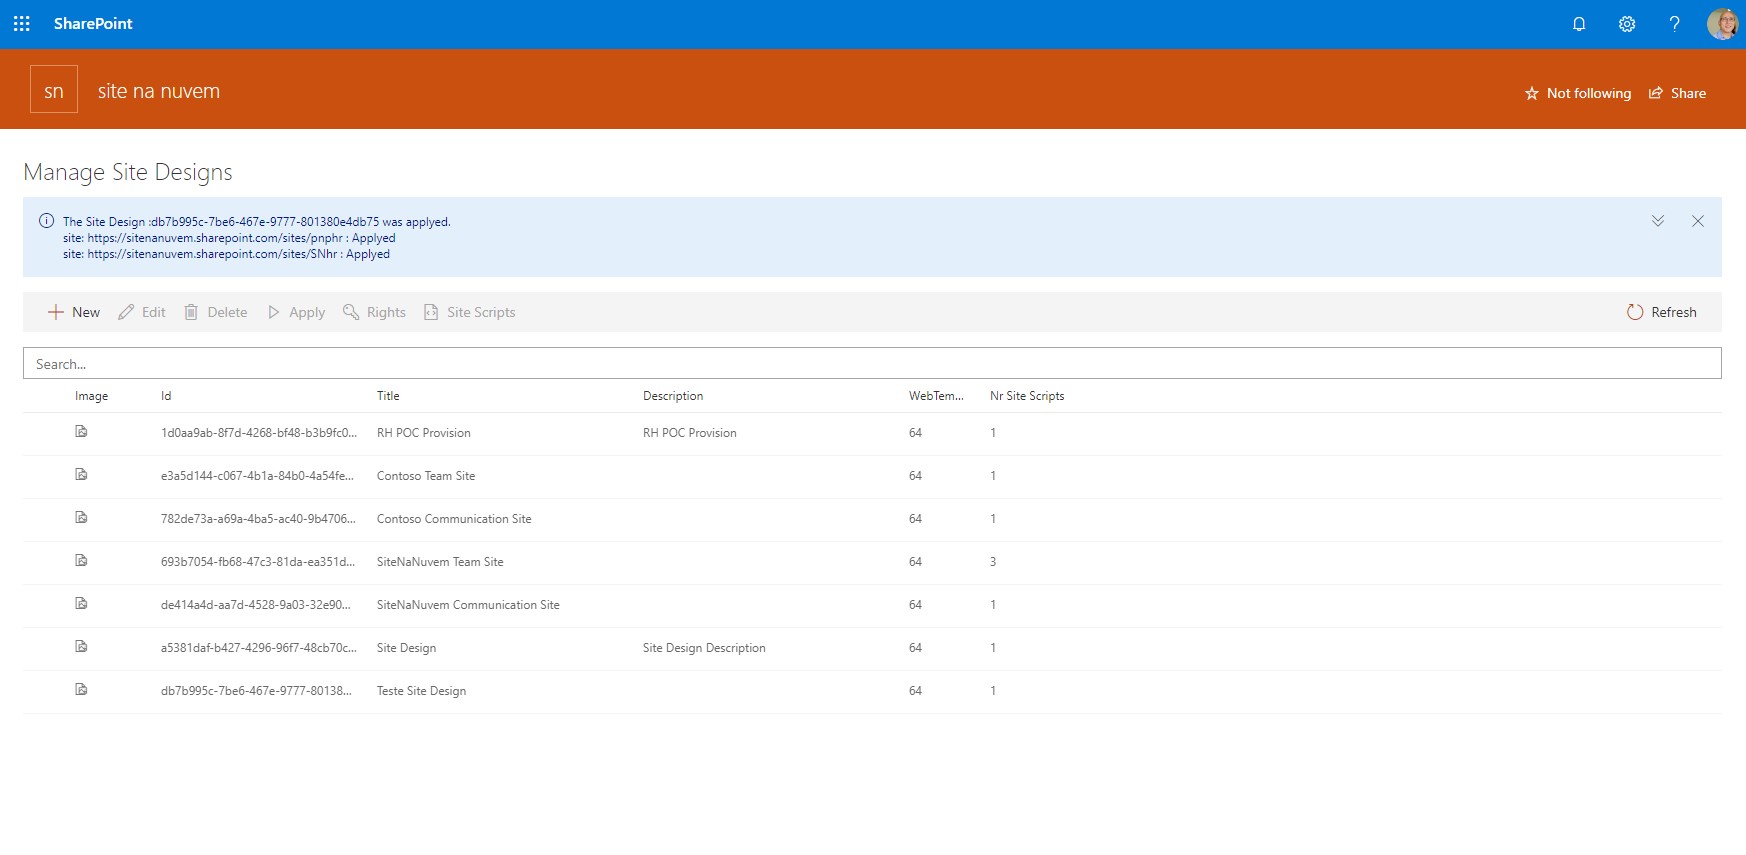 SharePoint
sn
site na nuvem
Not following
Share
Manage Site Designs
The Site Design :db7b995c-7be6-467e-9777-801380e4db75 was applyed.
site: https://sitenanuvem.sharepoint.com/sites/pnphr : Applyed
site: https://sitenanuvem.sharepoint.com/sites/SNhr : Applyed
New Edit Delete Apply Rights Site Scripts Refresh
Search...
Image Id Title Description WebTem... Nr Site Scripts
1d0aa9ab-8f7d-4268-bf48-b3b9fc0... RH POC Provision RH POC Provision 64 1
e3a5d144-c067-4b1a-84b0-4a54fe... Contoso Team Site 64 1
782de73a-a69a-4ba5-ac40-9b4706... Contoso Communication Site 64 1
693b7054-fb68-47c3-81da-ea351d... SiteNaNuvem Team Site 64 3
de414a4d-aa7d-4528-9a03-32e90... SiteNaNuvem Communication Site 64 1
a5381daf-b427-4296-96f7-48cb70c... Site Design Site Design Description 64 1
db7b995c-7be6-467e-9777-80138... Teste Site Design 64 1